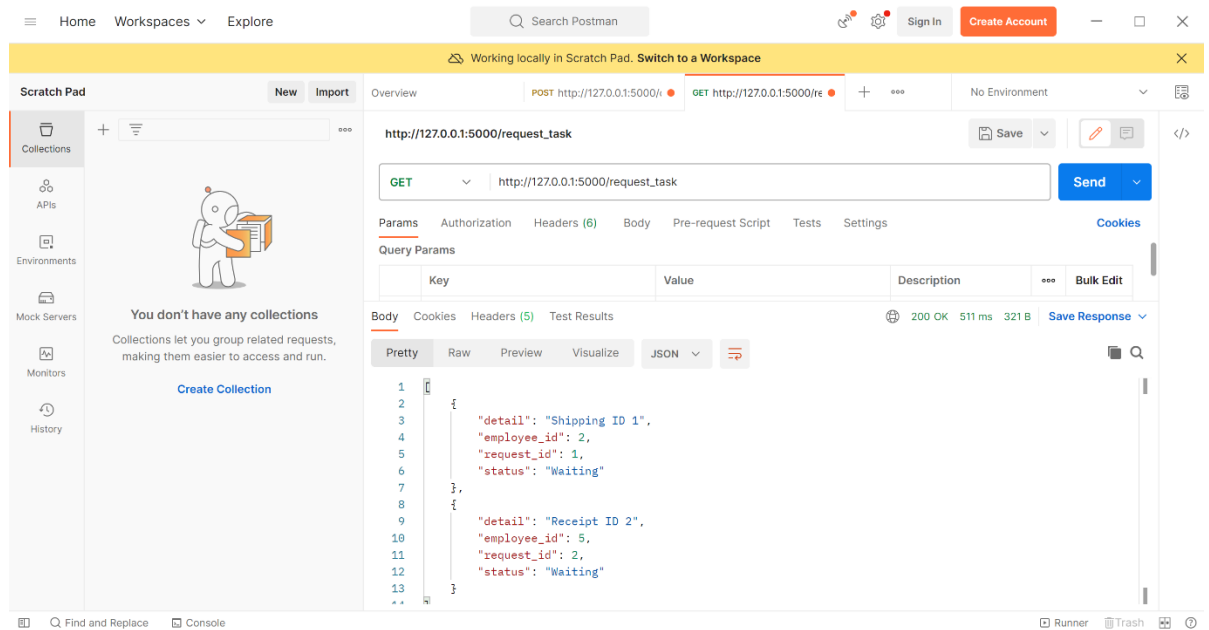 Home Workspaces Explore Search Postman Sign In Create Account
Working locally in Scratch Pad. Switch to a Workspace
Scratch Pad New Import Overview POST http://127.0.0.1:5000/ GET http://127.0.0.1:5000/re No Environment
Collections
APIs
Environments
Mock Servers
Monitors
History
You don't have any collections
Collections let you group related requests,
making them easier to access and run.
Create Collection
http://127.0.0.1:5000/request_task Save
GET http://127.0.0.1:5000/request_task Send
Params Authorization Headers (6) Body Pre-request Script Tests Settings Cookies
Query Params
Key Value Description Bulk Edit
Body Cookies Headers (5) Test Results 200 OK 511 ms 321 B Save Response
Pretty Raw Preview Visualize JSON
1 [
2 {
3 "detail": "Shipping ID 1",
4 "employee_id": 2,
5 "request_id": 1,
6 "status": "Waiting"
7 },
8 {
9 "detail": "Receipt ID 2",
10 "employee_id": 5,
11 "request_id": 2,
12 "status": "Waiting"
13 }
14 ]
Find and Replace Console Runner Trash